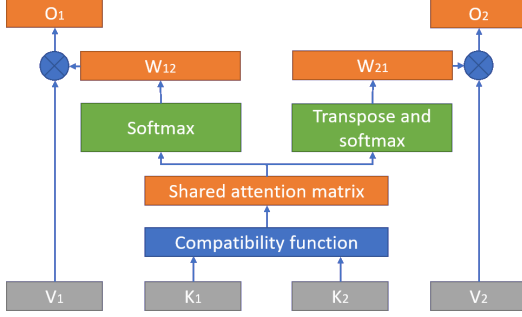 O1
O2
W12
W21
Softmax
Transpose and
softmax
Shared attention matrix
Compatibility function
V1
K1
K2
V2